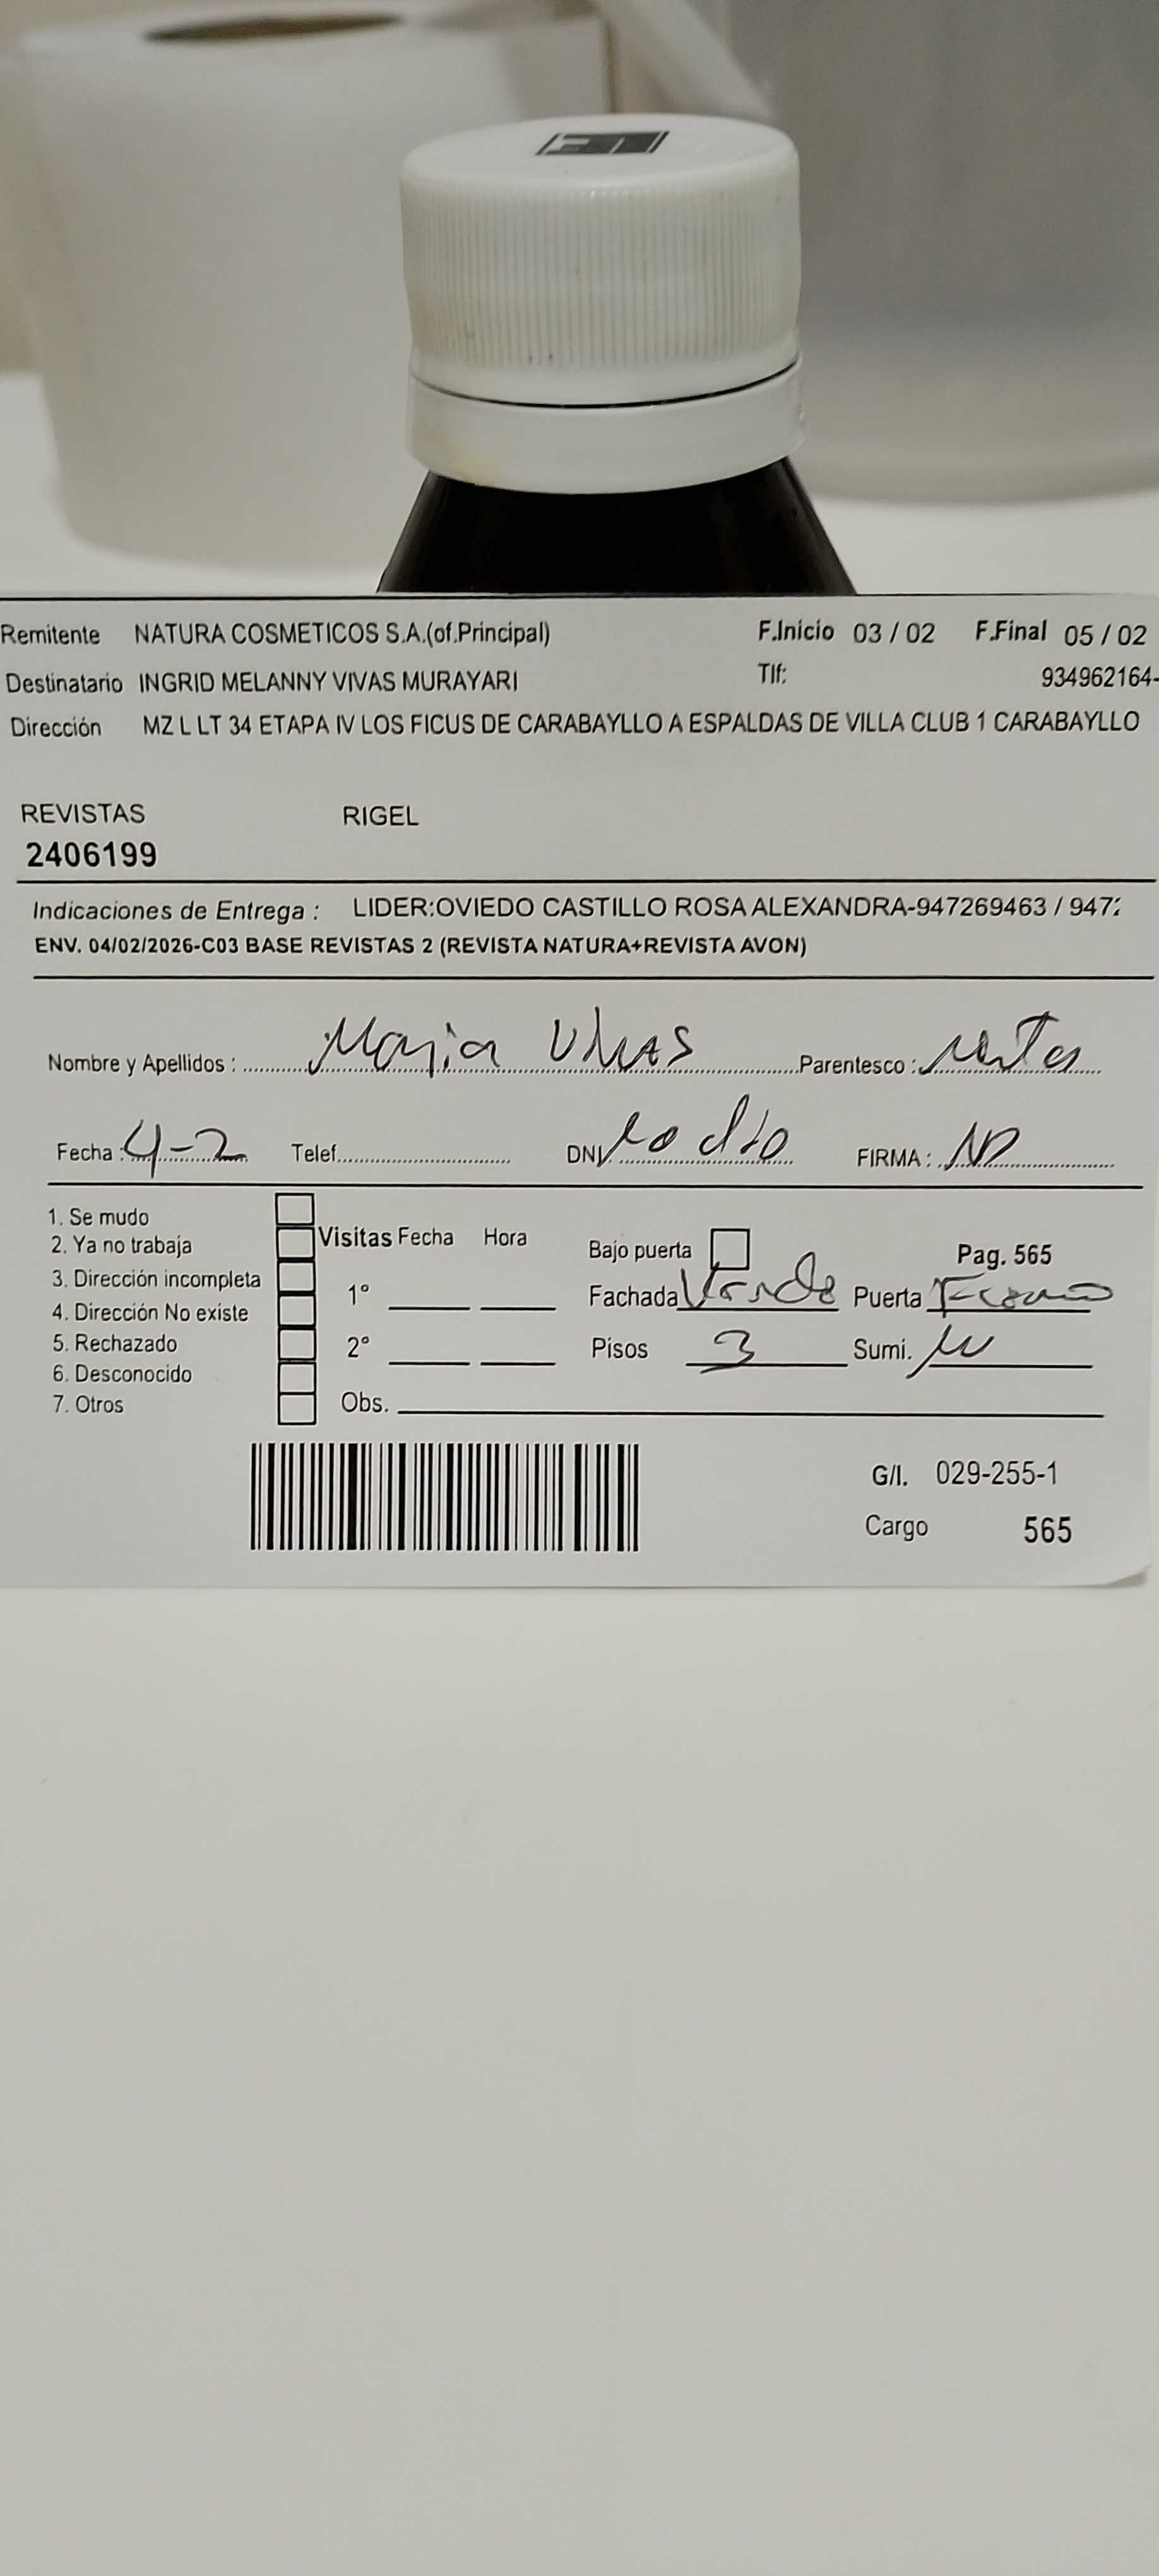 Remitente NATURA COSMETICOS S.A.(of.Principal) F.Inicio 03 / 02 F.Final 05 / 02
Destinatario INGRID MELANNY VIVAS MURAYARI Tlf: 934962164-
Dirección MZ L LT 34 ETAPA IV LOS FICUS DE CARABAYLLO A ESPALDAS DE VILLA CLUB 1 CARABAYLLO
REVISTAS RIGEL
2406199
Indicaciones de Entrega : LIDER:OVIEDO CASTILLO ROSA ALEXANDRA-947269463 / 947
ENV. 04/02/2026-C03 BASE REVISTAS 2 (REVISTA NATURA+REVISTA AVON)
Nombre y Apellidos : Vivas Parentesco :
Fecha : 4-2 Telef. DNI FIRMA :
1. Se mudo
2. Ya no trabaja
3. Dirección incompleta
4. Dirección No existe
5. Rechazado
6. Desconocido
7. Otros
Visitas Fecha Hora
1°
2°
Obs.
Bajo puerta Pag. 565
Fachada Verde Puerta
Pisos 3 Sumi.
G/I. 029-255-1
Cargo 565